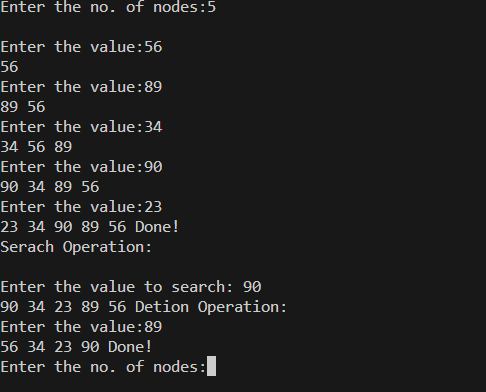 Enter the no. of nodes:5
Enter the value:56
56
Enter the value:89
89 56
Enter the value:34
34 56 89
Enter the value:90
90 34 89 56
Enter the value:23
23 34 90 89 56 Done!
Serach Operation:
Enter the value to search: 90
90 34 23 89 56 Detion Operation:
Enter the value:89
56 34 23 90 Done!
Enter the no. of nodes: